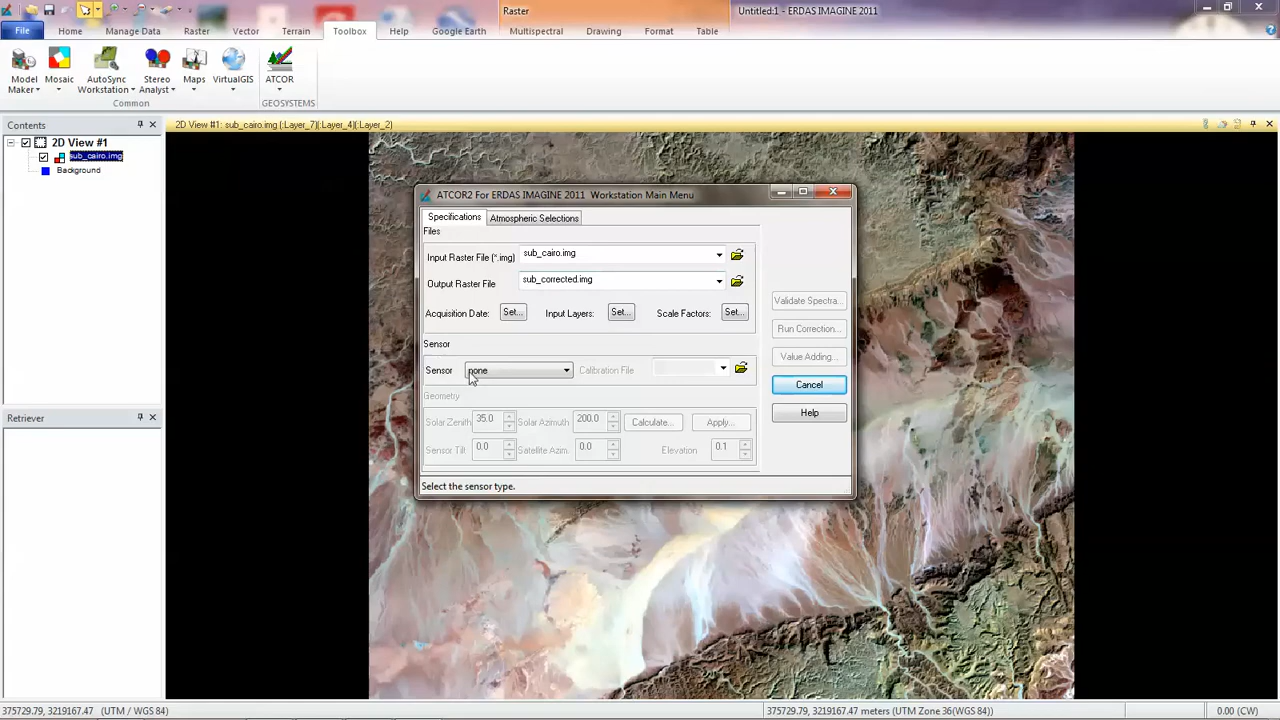 Raster
Untitled:1 - ERDAS IMAGINE 2011
File Home Manage Data Raster Vector Terrain Toolbox Help Google Earth Multispectral Drawing Format Table
Model Maker Mosaic AutoSync Workstation Stereo Analyst Maps VirtualGIS ATCOR
Common GEOSYSTEMS
Contents
2D View #1: sub_cairo.img (:Layer_7)(:Layer_4)(:Layer_2)
2D View #1
sub_cairo.img
Background
Retriever
ATCOR2 For ERDAS IMAGINE 2011 Workstation Main Menu
Specifications Atmospheric Selections
Files
Input Raster File (*.img) sub_cairo.img
Output Raster File sub_corrected.img
Acquisition Date: Set... Input Layers: Set... Scale Factors: Set...
Sensor
Sensor none Calibration File
Geometry
Solar Zenith 35.0 Solar Azimuth 200.0 Calculate... Apply...
Sensor Tilt 0.0 Satellite Azim. 0.0 Elevation 0.1
Validate Spectra...
Run Correction...
Value Adding...
Cancel
Help
Select the sensor type.
375729.79, 3219167.47 (UTM / WGS 84)
375729.79, 3219167.47 meters (UTM Zone 36(WGS 84)
0.00 (CW)